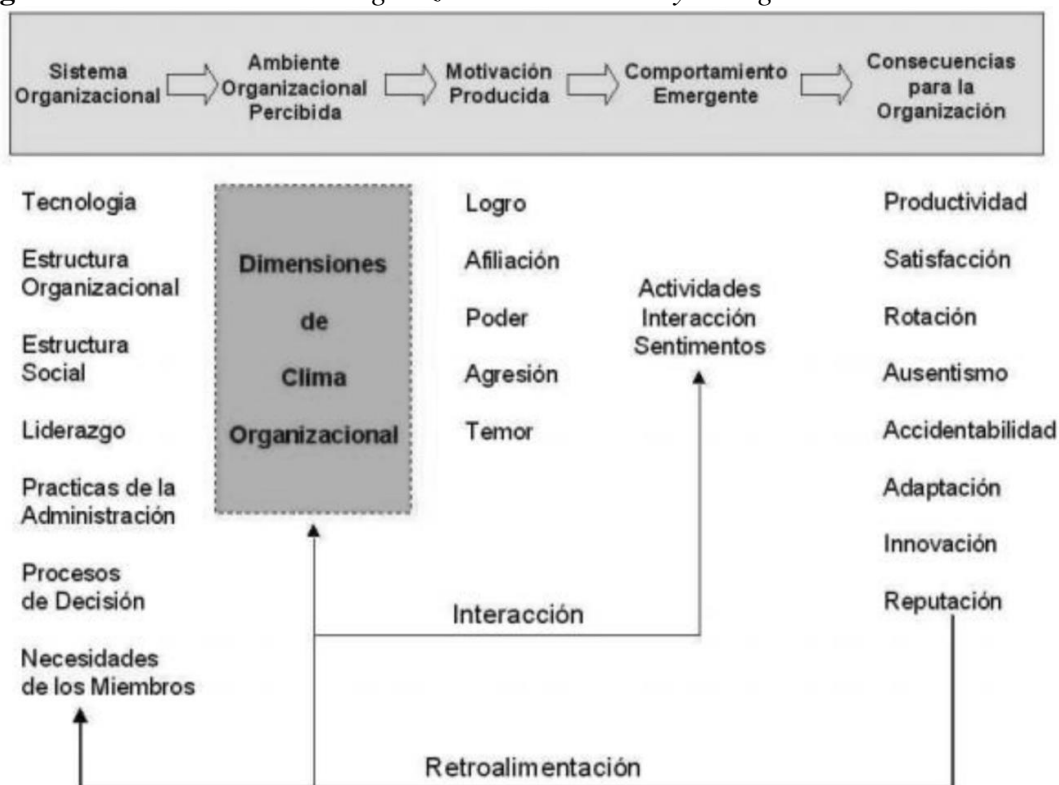 Sistema
Organizacional
Ambiente
Organizacional
Percibida
Motivación
Producida
Comportamiento
Emergente
Consecuencias
para la
Organización
Tecnologia
Estructura
Organizacional
Estructura
Social
Liderazgo
Practicas de la
Administración
Procesos
de Decisión
Necesidades
de los Miembros
Dimensiones
de
Clima
Organizacional
Logro
Afiliación
Poder
Agresión
Temor
Actividades
Interacción
Sentimentos
Productividad
Satisfacción
Rotación
Ausentismo
Accidentabilidad
Adaptación
Innovación
Reputación
Interacción
Retroalimentación